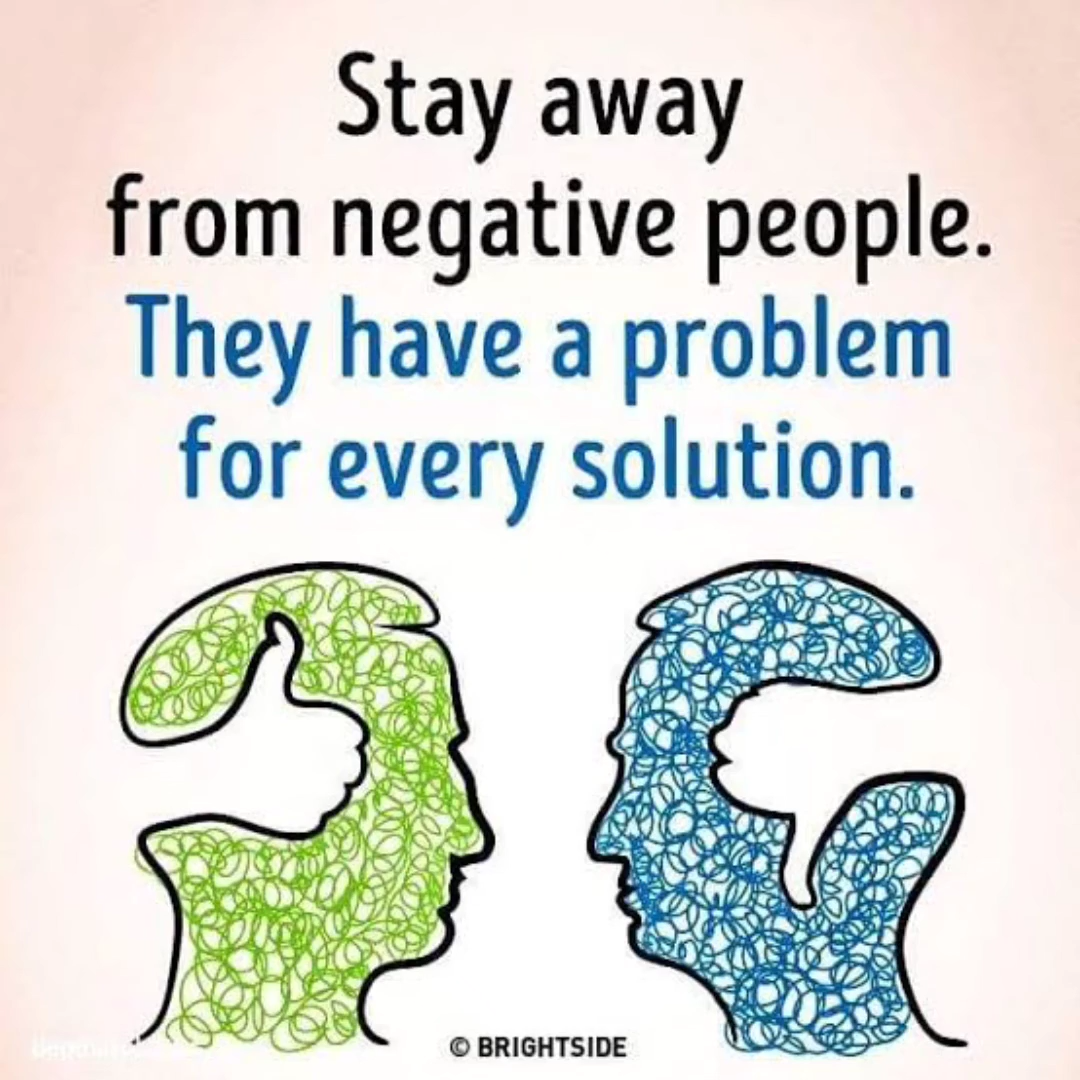 Stay away
from negative people.
They have a problem
for every solution.
© BRIGHTSIDE